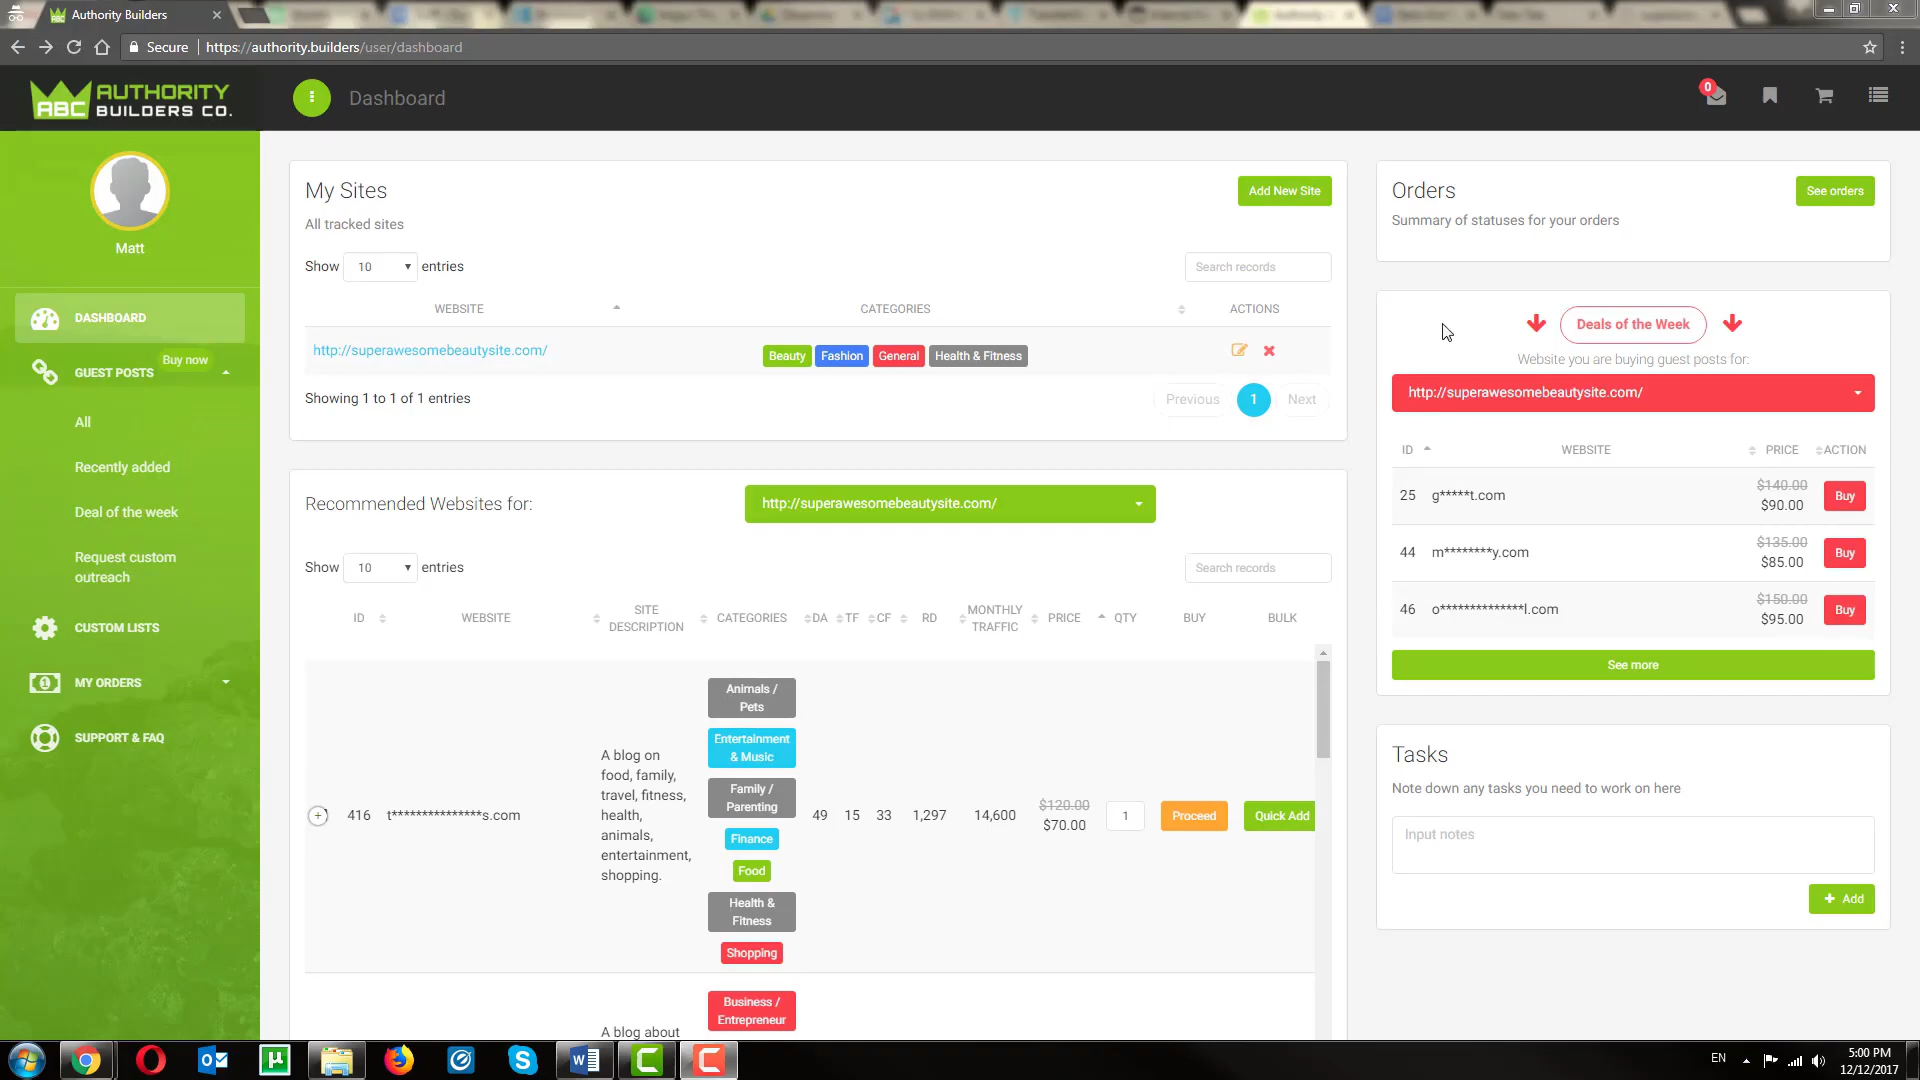 Authority Builders
Secure
https://authority.builders/user/dashboard
ABC AUTHORITY
BUILDERS CO.
Dashboard
0
Matt
DASHBOARD
Buy now
GUEST POSTS
All
Recently added
Deal of the week
Request custom
outreach
CUSTOM LISTS
MY ORDERS
SUPPORT & FAQ
My Sites
Add New Site
All tracked sites
Show 10 entries
Search records
WEBSITE CATEGORIES ACTIONS
http://superawesomebeautysite.com/ Beauty Fashion General Health & Fitness
Showing 1 to 1 of 1 entries
Previous 1 Next
Recommended Websites for: http://superawesomebeautysite.com/
Show 10 entries
Search records
ID WEBSITE SITE DESCRIPTION CATEGORIES DA TF CF RD MONTHLY TRAFFIC PRICE QTY BUY BULK
416 t***************s.com
A blog on
food, family,
travel, fitness,
health,
animals,
entertainment,
shopping.
Animals /
Pets
Entertainment
& Music
Family /
Parenting
Finance
Food
Health &
Fitness
Shopping
49 15 33 1,297 14,600
$120.00
$70.00
1 Proceed Quick Add
A blog about
Business /
Entrepreneur
Orders
See orders
Summary of statuses for your orders
Deals of the Week
Website you are buying guest posts for:
http://superawesomebeautysite.com/
ID WEBSITE PRICE ACTION
25 g*****t.com $140.00 $90.00 Buy
44 m********y.com $135.00 $85.00 Buy
46 o**************l.com $150.00 $95.00 Buy
See more
Tasks
Note down any tasks you need to work on here
Input notes
+ Add
EN
5:00 PM
12/12/2017